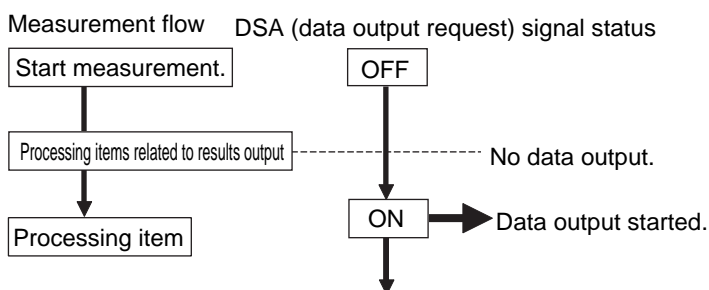 Measurement flow
DSA (data output request) signal status
Start measurement.
OFF
Processing items related to results output
No data output.
ON
Data output started.
Processing item